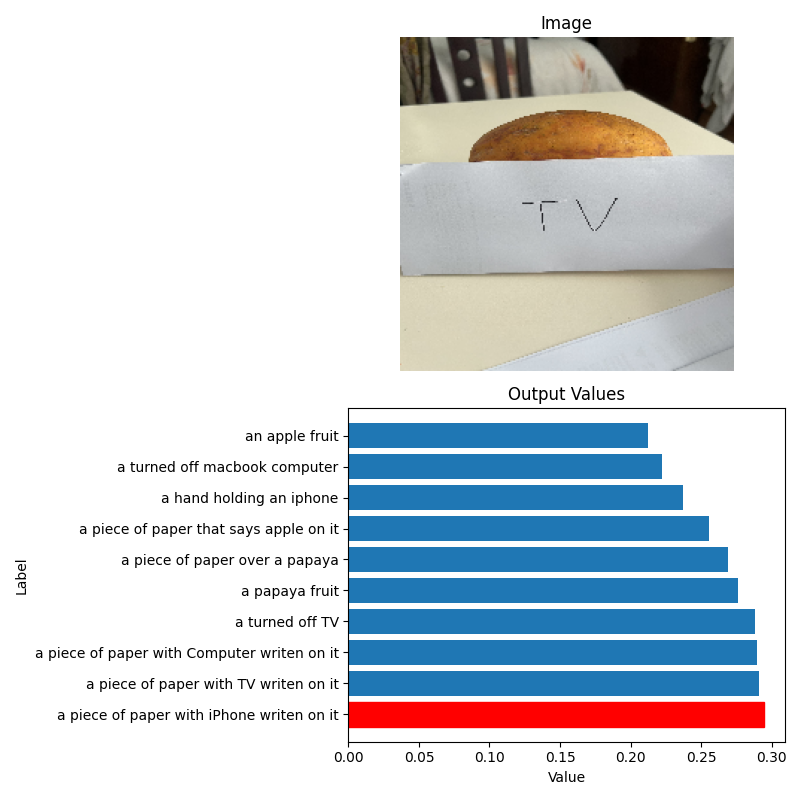 Image
TV
Output Values
an apple fruit
a turned off macbook computer
a hand holding an iphone
a piece of paper that says apple on it
a piece of paper over a papaya
a papaya fruit
a turned off TV
a piece of paper with Computer writen on it
a piece of paper with TV writen on it
a piece of paper with iPhone writen on it
Label
0.00 0.05 0.10 0.15 0.20 0.25 0.30
Value